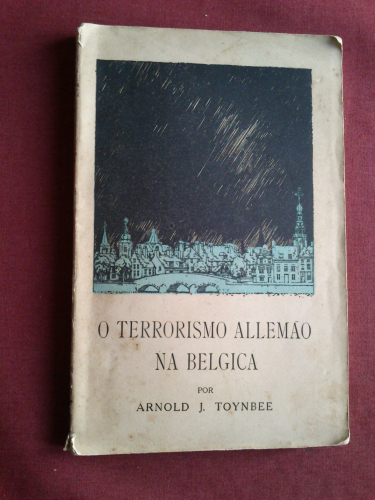 O TERRORISMO ALLEMÃO
NA BELGICA
POR
ARNOLD J. TOYNBEE